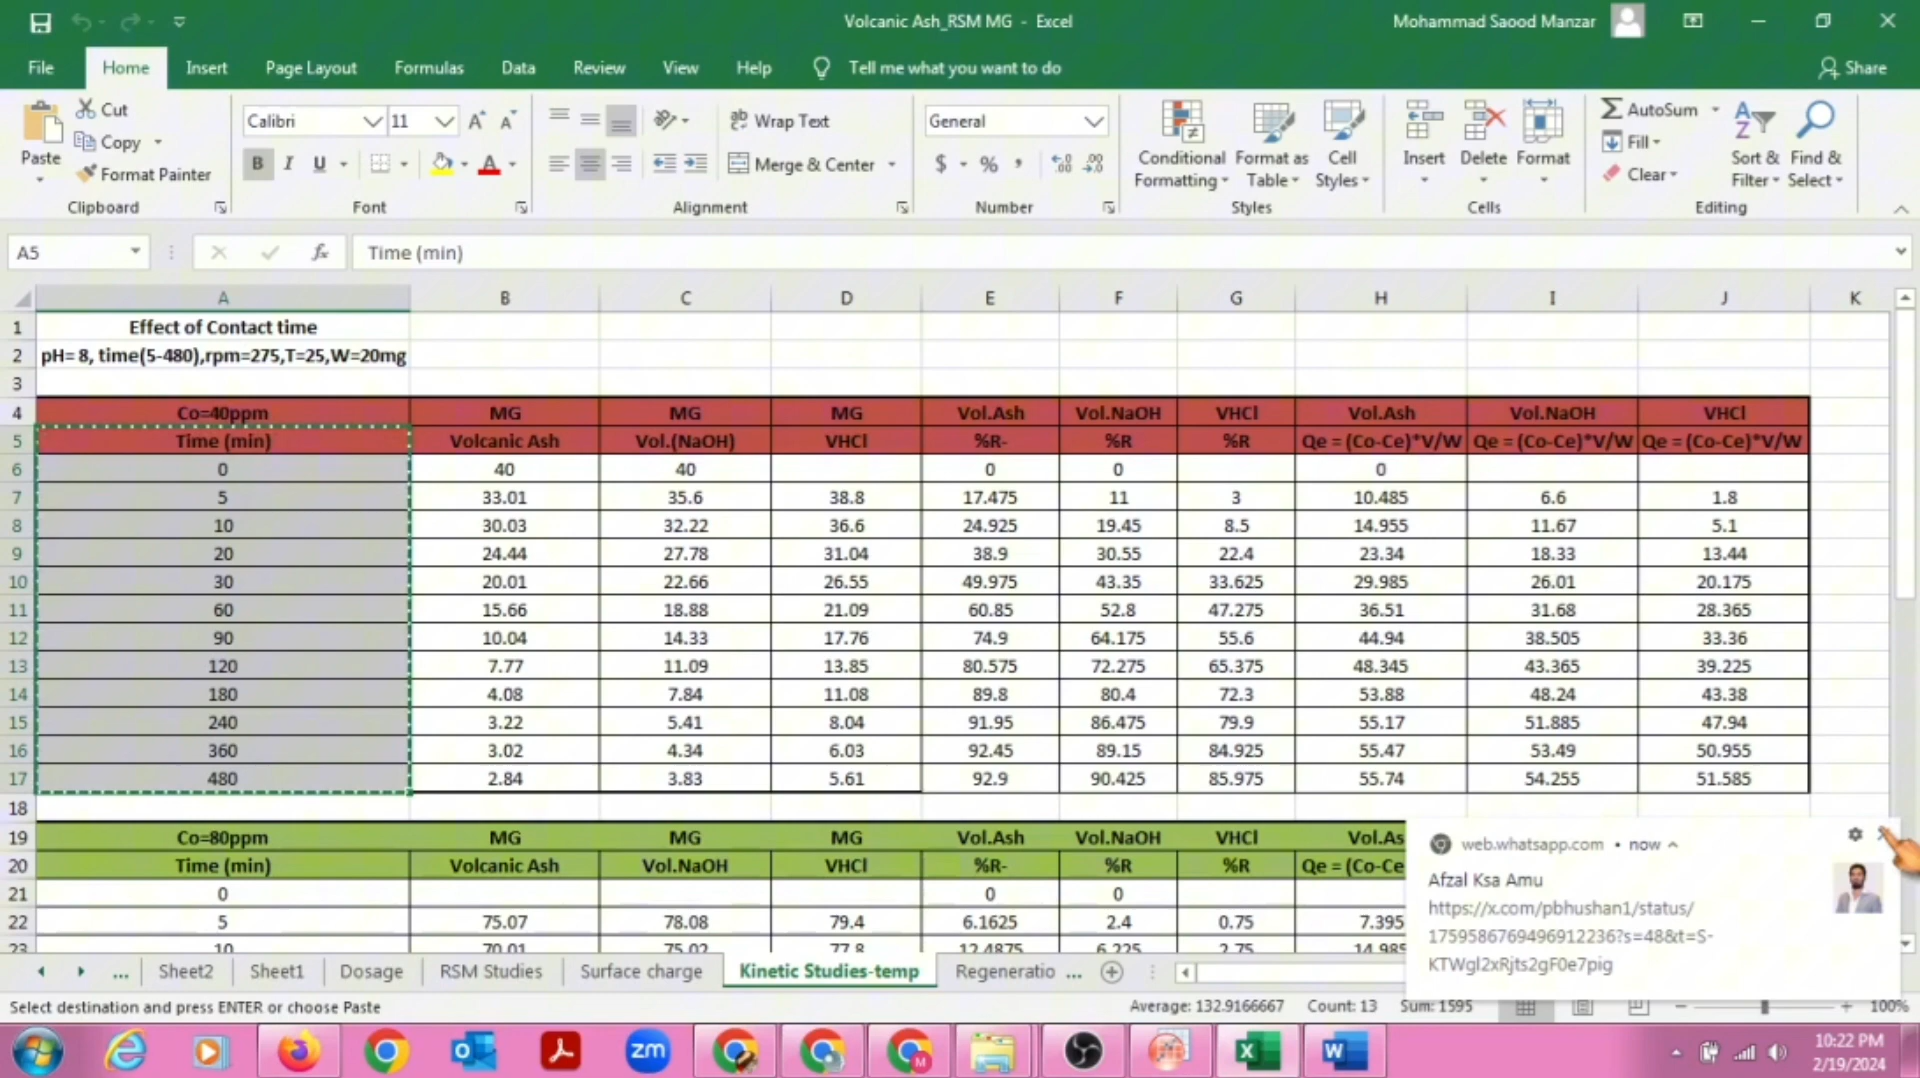 Volcanic Ash_RSM MG - Excel
Mohammad Saood Manzar
File Home Insert Page Layout Formulas Data Review View Help Tell me what you want to do Share
Paste Cut Copy Format Painter Clipboard
Calibri 11 B I U A Font
Wrap Text Merge & Center Alignment
General $ % Number
Conditional Formatting Format as Table Cell Styles Styles
Insert Delete Format Cells
AutoSum Fill Clear Sort & Filter Find & Select Editing
A5 fx Time (min)
A B C D E F G H I J K
1 Effect of Contact time
2 pH= 8, time(5-480),rpm=275,T=25,W=20mg
3
4 Co=40ppm MG MG MG Vol.Ash Vol.NaOH VHCl Vol.Ash Vol.NaOH VHCl
5 Time (min) Volcanic Ash Vol.(NaOH) VHCl %R- %R %R Qe = (Co-Ce)*V/W Qe = (Co-Ce)*V/W Qe = (Co-Ce)*V/W
6 0 40 40 0 0 0
7 5 33.01 35.6 38.8 17.475 11 3 10.485 6.6 1.8
8 10 30.03 32.22 36.6 24.925 19.45 8.5 14.955 11.67 5.1
9 20 24.44 27.78 31.04 38.9 30.55 22.4 23.34 18.33 13.44
10 30 20.01 22.66 26.55 49.975 43.35 33.625 29.985 26.01 20.175
11 60 15.66 18.88 21.09 60.85 52.8 47.275 36.51 31.68 28.365
12 90 10.04 14.33 17.76 74.9 64.175 55.6 44.94 38.505 33.36
13 120 7.77 11.09 13.85 80.575 72.275 65.375 48.345 43.365 39.225
14 180 4.08 7.84 11.08 89.8 80.4 72.3 53.88 48.24 43.38
15 240 3.22 5.41 8.04 91.95 86.475 79.9 55.17 51.885 47.94
16 360 3.02 4.34 6.03 92.45 89.15 84.925 55.47 53.49 50.955
17 480 2.84 3.83 5.61 92.9 90.425 85.975 55.74 54.255 51.585
18
19 Co=80ppm MG MG MG Vol.Ash Vol.NaOH VHCl Vol.As
20 Time (min) Volcanic Ash Vol.NaOH VHCl %R- %R %R Qe = (Co-Ce
21 0 0 0
22 5 75.07 78.08 79.4 6.1625 2.4 0.75 7.395
23 10 70.01 75.02 77.8 12.4875 6.225 2.75 14.985
web.whatsapp.com • now
Afzal Ksa Amu
https://x.com/pbhushan1/status/
1759586769496912236?s=48&t=S-
KTWgl2xRjts2gF0e7pig
... Sheet2 Sheet1 Dosage RSM Studies Surface charge Kinetic Studies-temp Regeneratio ...
Select destination and press ENTER or choose Paste Average: 132.9166667 Count: 13 Sum: 1595 100%
zm
10:22 PM
2/19/2024